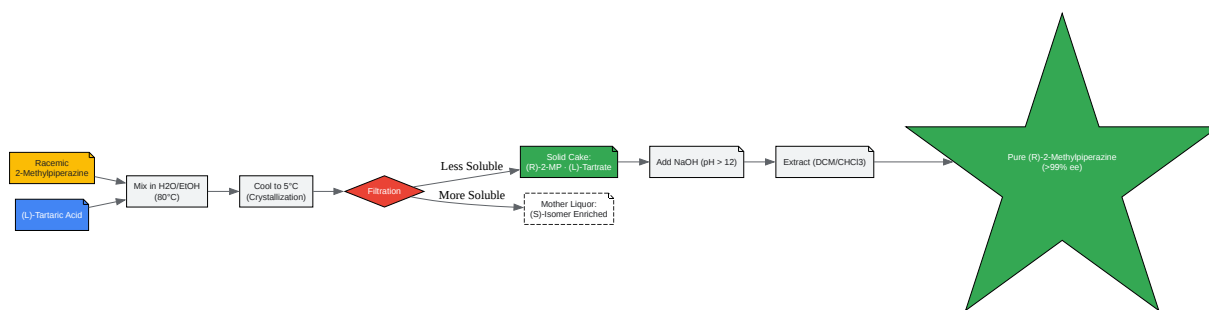 Racemic
2-Methylpiperazine
(L)-Tartaric Acid
Mix in H2O/EtOH
(80°C)
Cool to 5°C
(Crystallization)
Filtration
Less Soluble
More Soluble
Solid Cake:
(R)-2-MP · (L)-Tartrate
Mother Liquor:
(S)-Isomer Enriched
Add NaOH (pH > 12)
Extract (DCM/CHCl3)
Pure (R)-2-Methylpiperazine
(>99% ee)